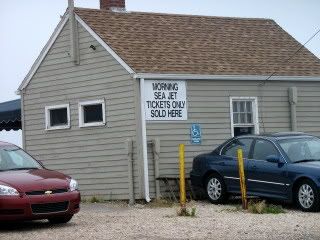 MORNING
SEA JET
TICKETS ONLY
SOLD HERE